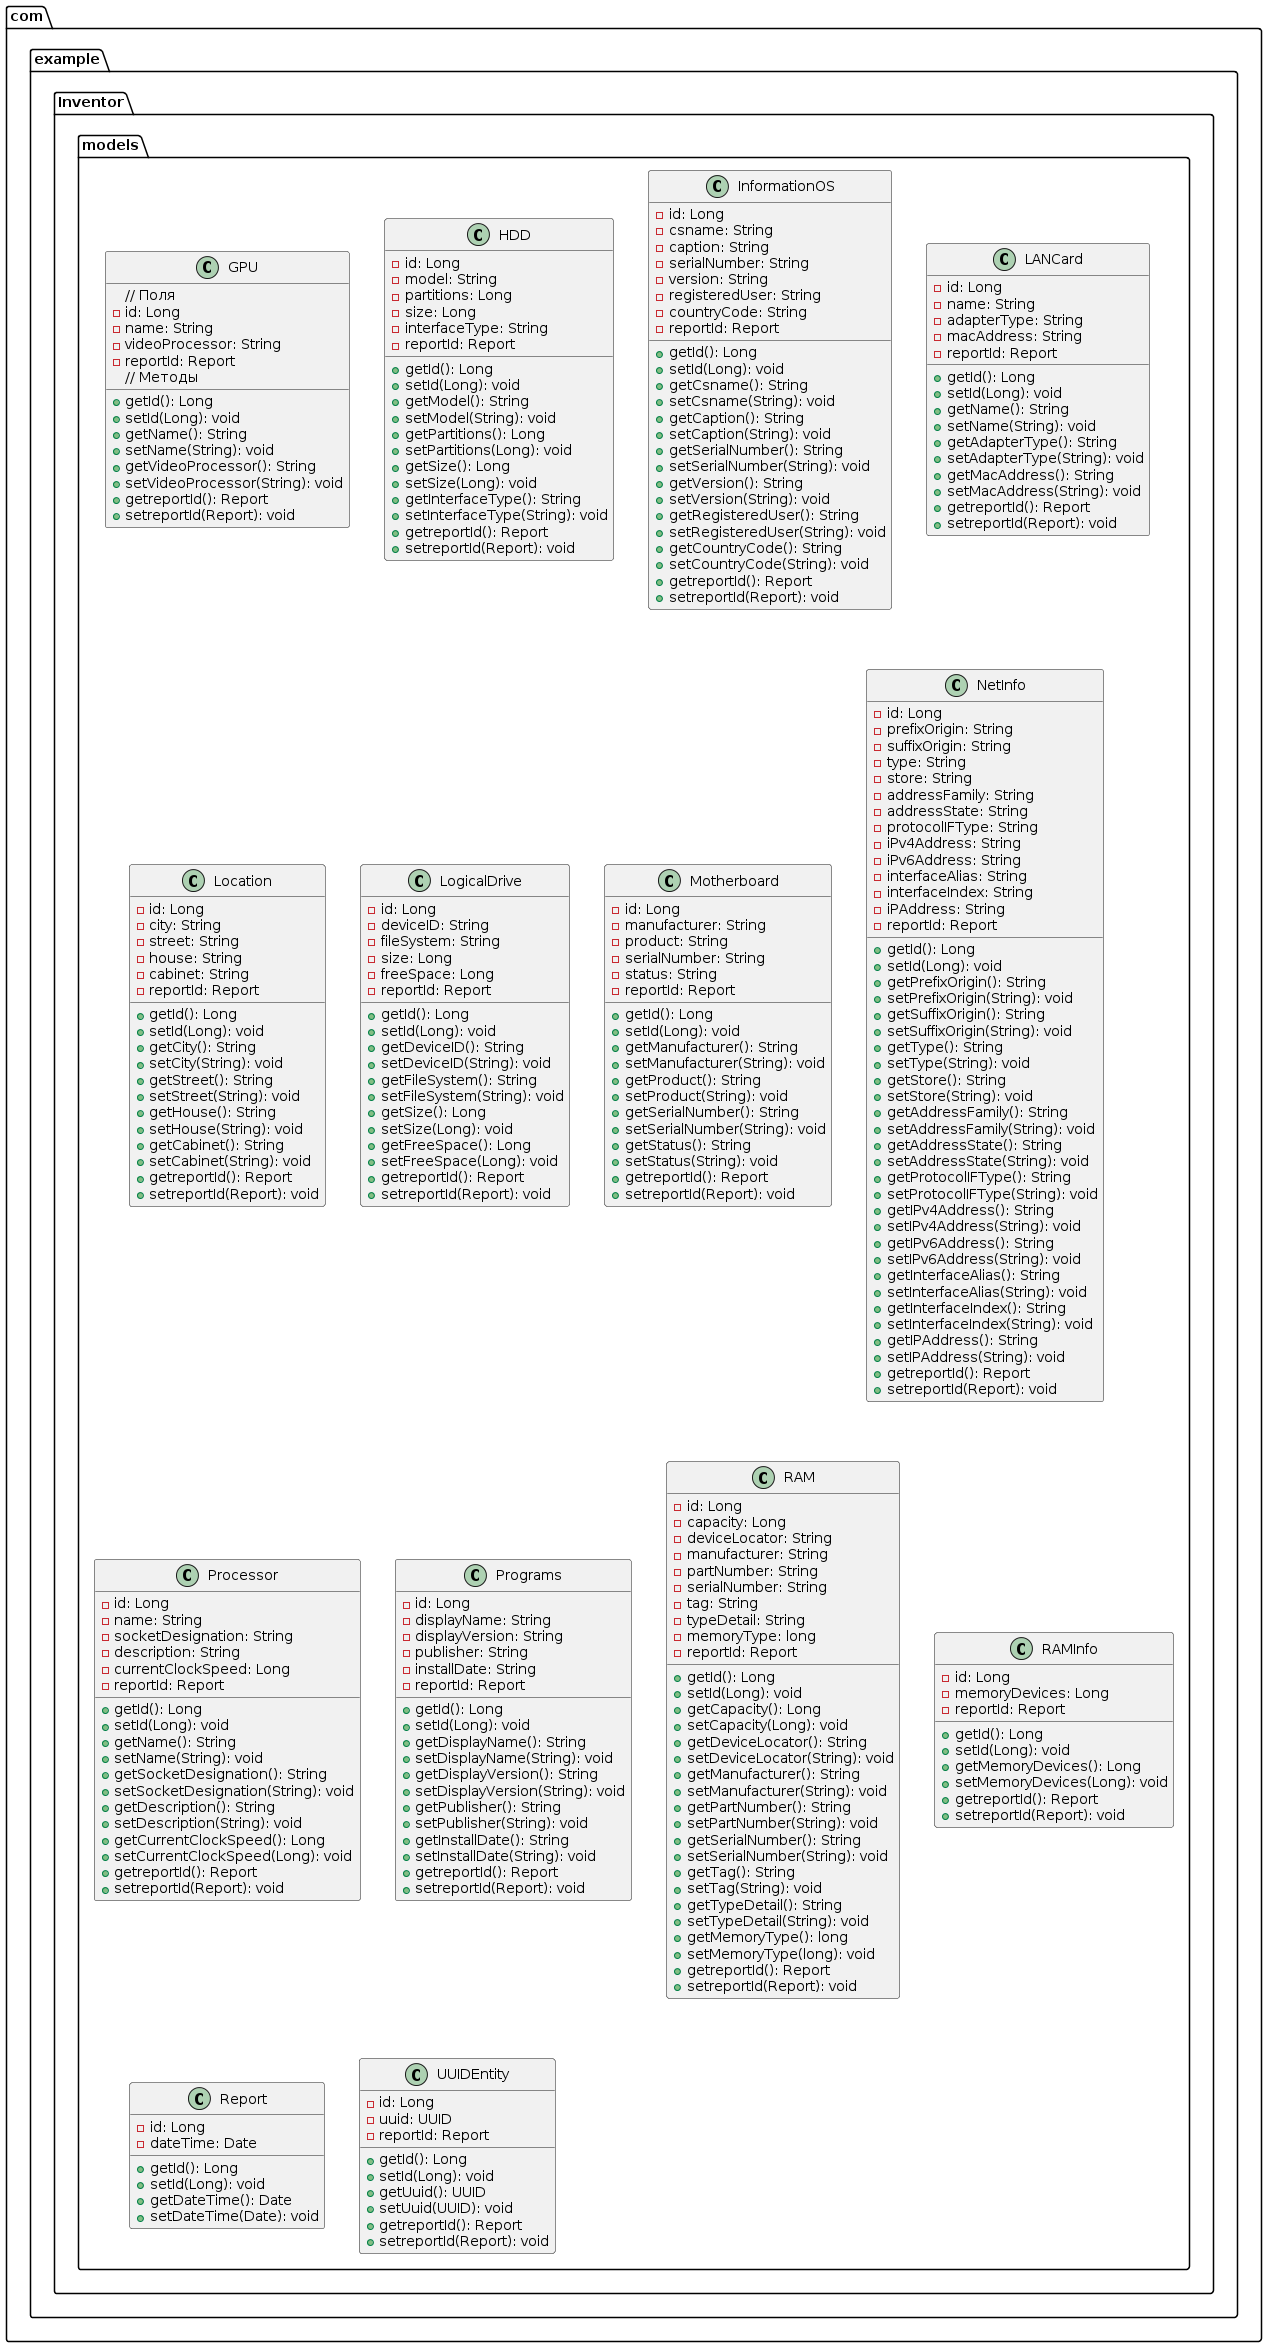 com
example
Inventor
models
GPU
// Поля
id: Long
name: String
videoProcessor: String
reportId: Report
// Методы
getId(): Long
setId(Long): void
getName(): String
setName(String): void
getVideoProcessor(): String
setVideoProcessor(String): void
getreportId(): Report
setreportId(Report): void
HDD
id: Long
model: String
partitions: Long
size: Long
interfaceType: String
reportId: Report
getId(): Long
setId(Long): void
getModel(): String
setModel(String): void
getPartitions(): Long
setPartitions(Long): void
getSize(): Long
setSize(Long): void
getInterfaceType(): String
setInterfaceType(String): void
getreportId(): Report
setreportId(Report): void
InformationOS
id: Long
csname: String
caption: String
serialNumber: String
version: String
registeredUser: String
countryCode: String
reportId: Report
getId(): Long
setId(Long): void
getCsname(): String
setCsname(String): void
getCaption(): String
setCaption(String): void
getSerialNumber(): String
setSerialNumber(String): void
getVersion(): String
setVersion(String): void
getRegisteredUser(): String
setRegisteredUser(String): void
getCountryCode(): String
setCountryCode(String): void
getreportId(): Report
setreportId(Report): void
LANCard
id: Long
name: String
adapterType: String
macAddress: String
reportId: Report
getId(): Long
setId(Long): void
getName(): String
setName(String): void
getAdapterType(): String
setAdapterType(String): void
getMacAddress(): String
setMacAddress(String): void
getreportId(): Report
setreportId(Report): void
Location
id: Long
city: String
street: String
house: String
cabinet: String
reportId: Report
getId(): Long
setId(Long): void
getCity(): String
setCity(String): void
getStreet(): String
setStreet(String): void
getHouse(): String
setHouse(String): void
getCabinet(): String
setCabinet(String): void
getreportId(): Report
setreportId(Report): void
LogicalDrive
id: Long
deviceID: String
fileSystem: String
size: Long
freeSpace: Long
reportId: Report
getId(): Long
setId(Long): void
getDeviceID(): String
setDeviceID(String): void
getFileSystem(): String
setFileSystem(String): void
getSize(): Long
setSize(Long): void
getFreeSpace(): Long
setFreeSpace(Long): void
getreportId(): Report
setreportId(Report): void
Motherboard
id: Long
manufacturer: String
product: String
serialNumber: String
status: String
reportId: Report
getId(): Long
setId(Long): void
getManufacturer(): String
setManufacturer(String): void
getProduct(): String
setProduct(String): void
getSerialNumber(): String
setSerialNumber(String): void
getStatus(): String
setStatus(String): void
getreportId(): Report
setreportId(Report): void
NetInfo
id: Long
prefixOrigin: String
suffixOrigin: String
type: String
store: String
addressFamily: String
addressState: String
protocolIFType: String
iPv4Address: String
iPv6Address: String
interfaceAlias: String
interfaceIndex: String
iPAddress: String
reportId: Report
getId(): Long
setId(Long): void
getPrefixOrigin(): String
setPrefixOrigin(String): void
getSuffixOrigin(): String
setSuffixOrigin(String): void
getType(): String
setType(String): void
getStore(): String
setStore(String): void
getAddressFamily(): String
setAddressFamily(String): void
getAddressState(): String
setAddressState(String): void
getProtocolIFType(): String
setProtocolIFType(String): void
getIPv4Address(): String
setIPv4Address(String): void
getIPv6Address(): String
setIPv6Address(String): void
getInterfaceAlias(): String
setInterfaceAlias(String): void
getInterfaceIndex(): String
setInterfaceIndex(String): void
getIPAddress(): String
setIPAddress(String): void
getreportId(): Report
setreportId(Report): void
Processor
id: Long
name: String
socketDesignation: String
description: String
currentClockSpeed: Long
reportId: Report
getId(): Long
setId(Long): void
getName(): String
setName(String): void
getSocketDesignation(): String
setSocketDesignation(String): void
getDescription(): String
setDescription(String): void
getCurrentClockSpeed(): Long
setCurrentClockSpeed(Long): void
getreportId(): Report
setreportId(Report): void
Programs
id: Long
displayName: String
displayVersion: String
publisher: String
installDate: String
reportId: Report
getId(): Long
setId(Long): void
getDisplayName(): String
setDisplayName(String): void
getDisplayVersion(): String
setDisplayVersion(String): void
getPublisher(): String
setPublisher(String): void
getInstallDate(): String
setInstallDate(String): void
getreportId(): Report
setreportId(Report): void
RAM
id: Long
capacity: Long
deviceLocator: String
manufacturer: String
partNumber: String
serialNumber: String
tag: String
typeDetail: String
memoryType: long
reportId: Report
getId(): Long
setId(Long): void
getCapacity(): Long
setCapacity(Long): void
getDeviceLocator(): String
setDeviceLocator(String): void
getManufacturer(): String
setManufacturer(String): void
getPartNumber(): String
setPartNumber(String): void
getSerialNumber(): String
setSerialNumber(String): void
getTag(): String
setTag(String): void
getTypeDetail(): String
setTypeDetail(String): void
getMemoryType(): long
setMemoryType(long): void
getreportId(): Report
setreportId(Report): void
RAMInfo
id: Long
memoryDevices: Long
reportId: Report
getId(): Long
setId(Long): void
getMemoryDevices(): Long
setMemoryDevices(Long): void
getreportId(): Report
setreportId(Report): void
Report
id: Long
dateTime: Date
getId(): Long
setId(Long): void
getDateTime(): Date
setDateTime(Date): void
UUIDEntity
id: Long
uuid: UUID
reportId: Report
getId(): Long
setId(Long): void
getUuid(): UUID
setUuid(UUID): void
getreportId(): Report
setreportId(Report): void